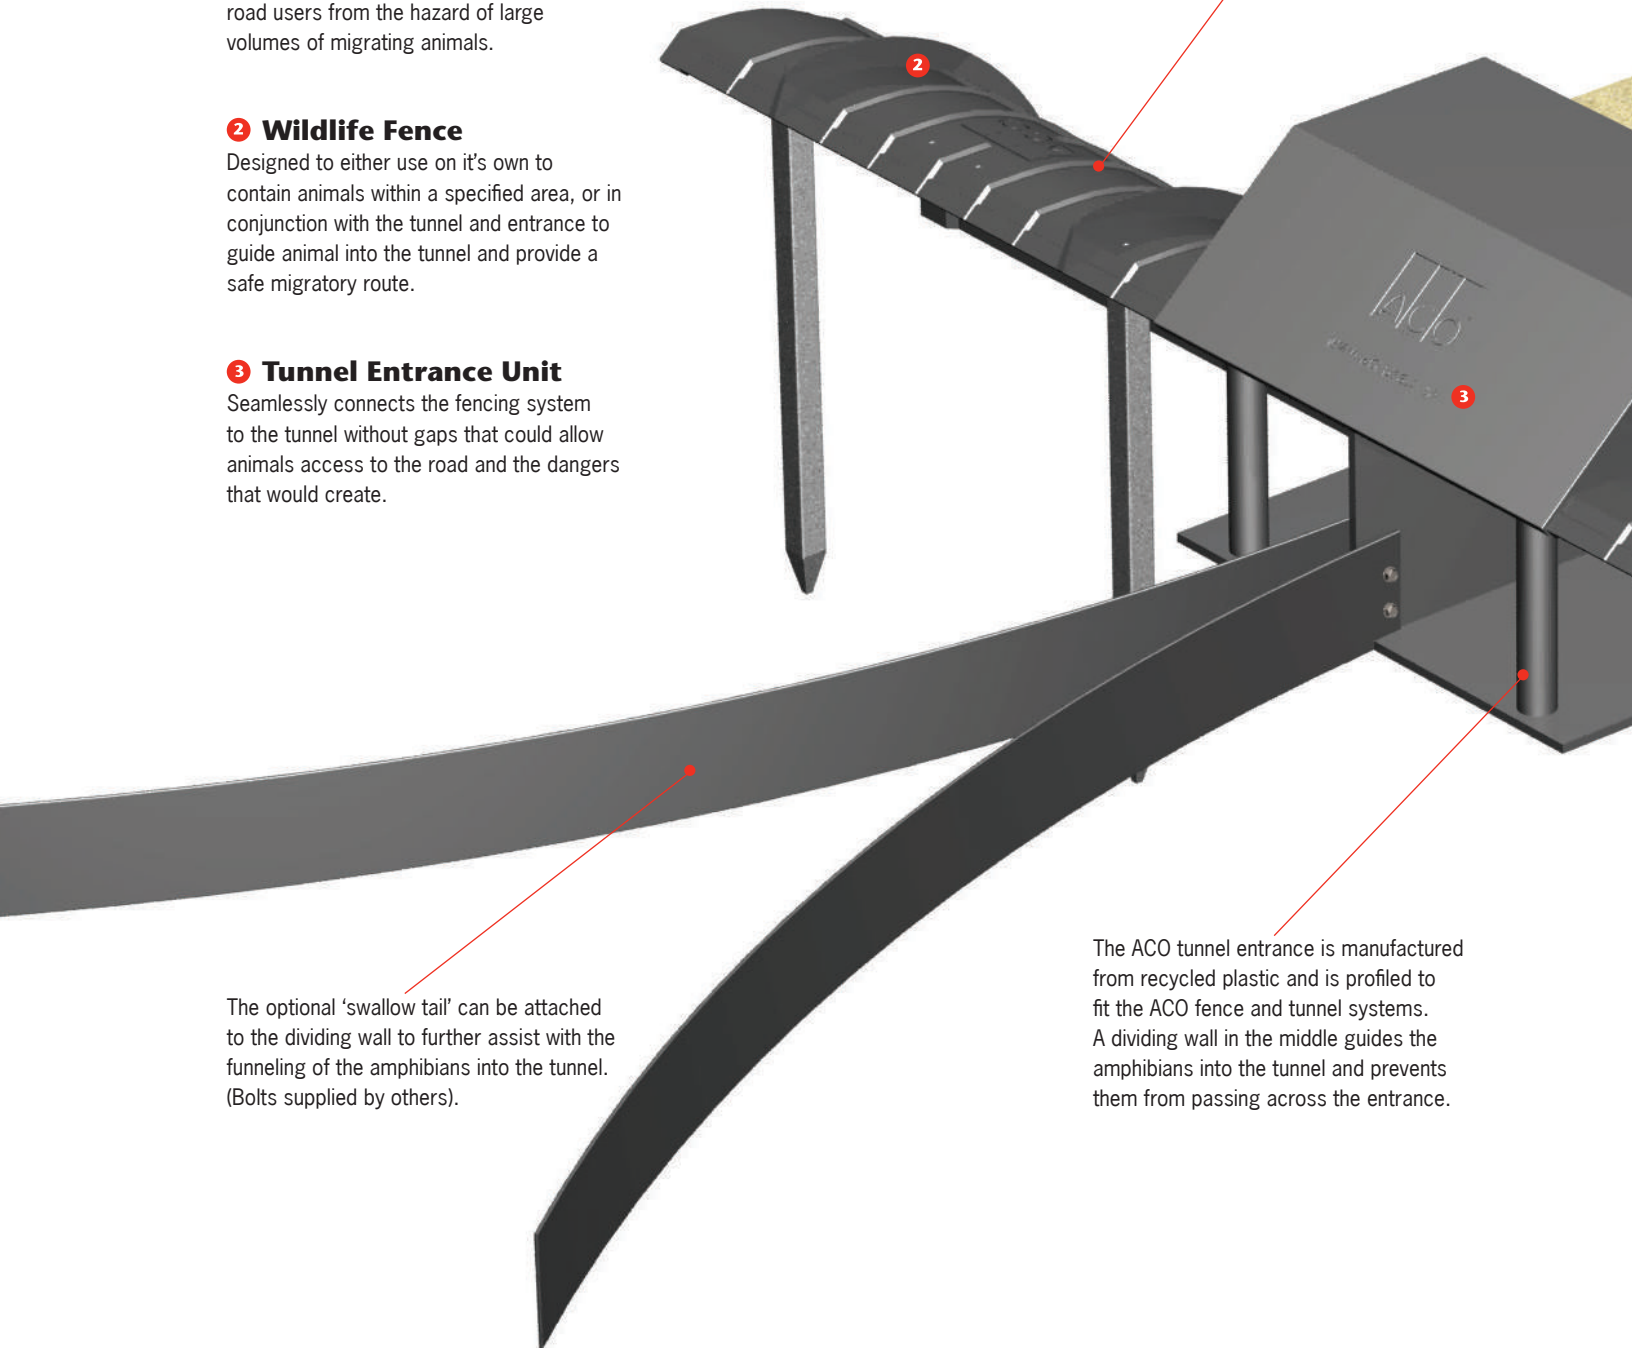 road users from the hazard of large
volumes of migrating animals.
2 Wildlife Fence
Designed to either use on it's own to
contain animals within a specified area, or in
conjunction with the tunnel and entrance to
guide animal into the tunnel and provide a
safe migratory route.
3 Tunnel Entrance Unit
Seamlessly connects the fencing system
to the tunnel without gaps that could allow
animals access to the road and the dangers
that would create.
2
ACO
3
The optional ‘swallow tail’ can be attached
to the dividing wall to further assist with the
funneling of the amphibians into the tunnel.
(Bolts supplied by others).
The ACO tunnel entrance is manufactured
from recycled plastic and is profiled to
fit the ACO fence and tunnel systems.
A dividing wall in the middle guides the
amphibians into the tunnel and prevents
them from passing across the entrance.